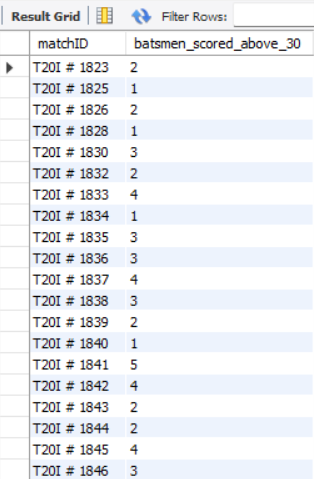 Result Grid Filter Rows:
matchID batsmen_scored_above_30
T20I # 1823 2
T20I # 1825 1
T20I # 1826 2
T20I # 1828 1
T20I # 1830 3
T20I # 1832 2
T20I # 1833 4
T20I # 1834 1
T20I # 1835 3
T20I # 1836 3
T20I # 1837 4
T20I # 1838 3
T20I # 1839 2
T20I # 1840 1
T20I # 1841 5
T20I # 1842 4
T20I # 1843 2
T20I # 1844 2
T20I # 1845 4
T20I # 1846 3